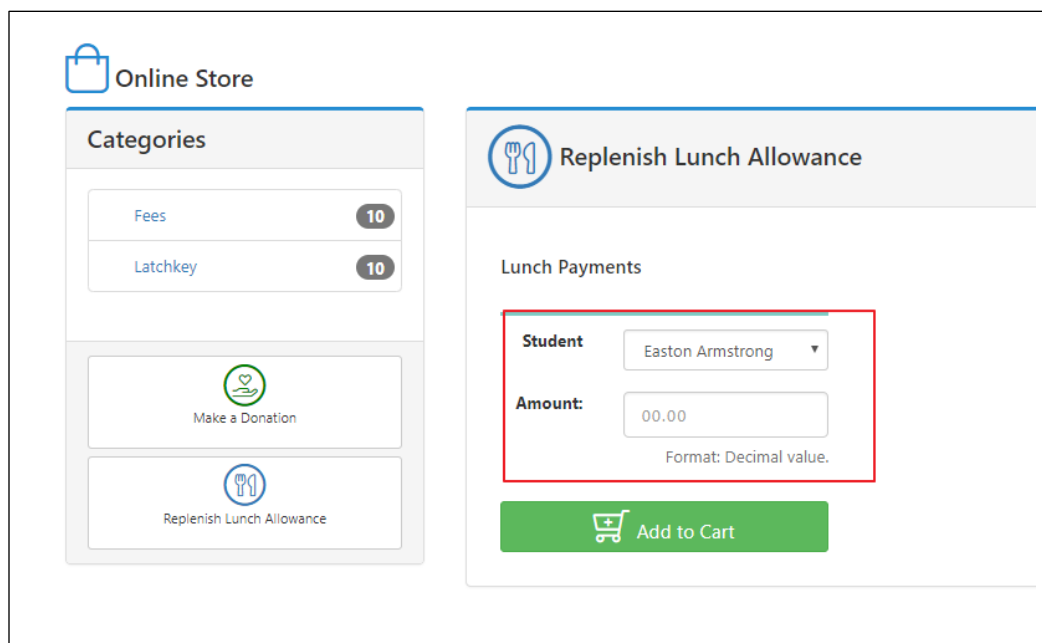 Online Store
Categories
Fees 10
Latchkey 10
Make a Donation
Replenish Lunch Allowance
Replenish Lunch Allowance
Lunch Payments
Student Easton Armstrong
Amount: 00.00
Format: Decimal value.
Add to Cart